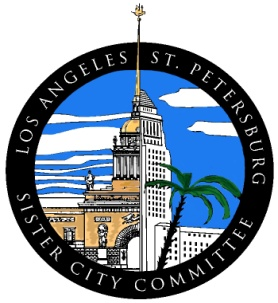 LOS ANGELES ST. PETERSBURG
SISTER CITY COMMITTEE